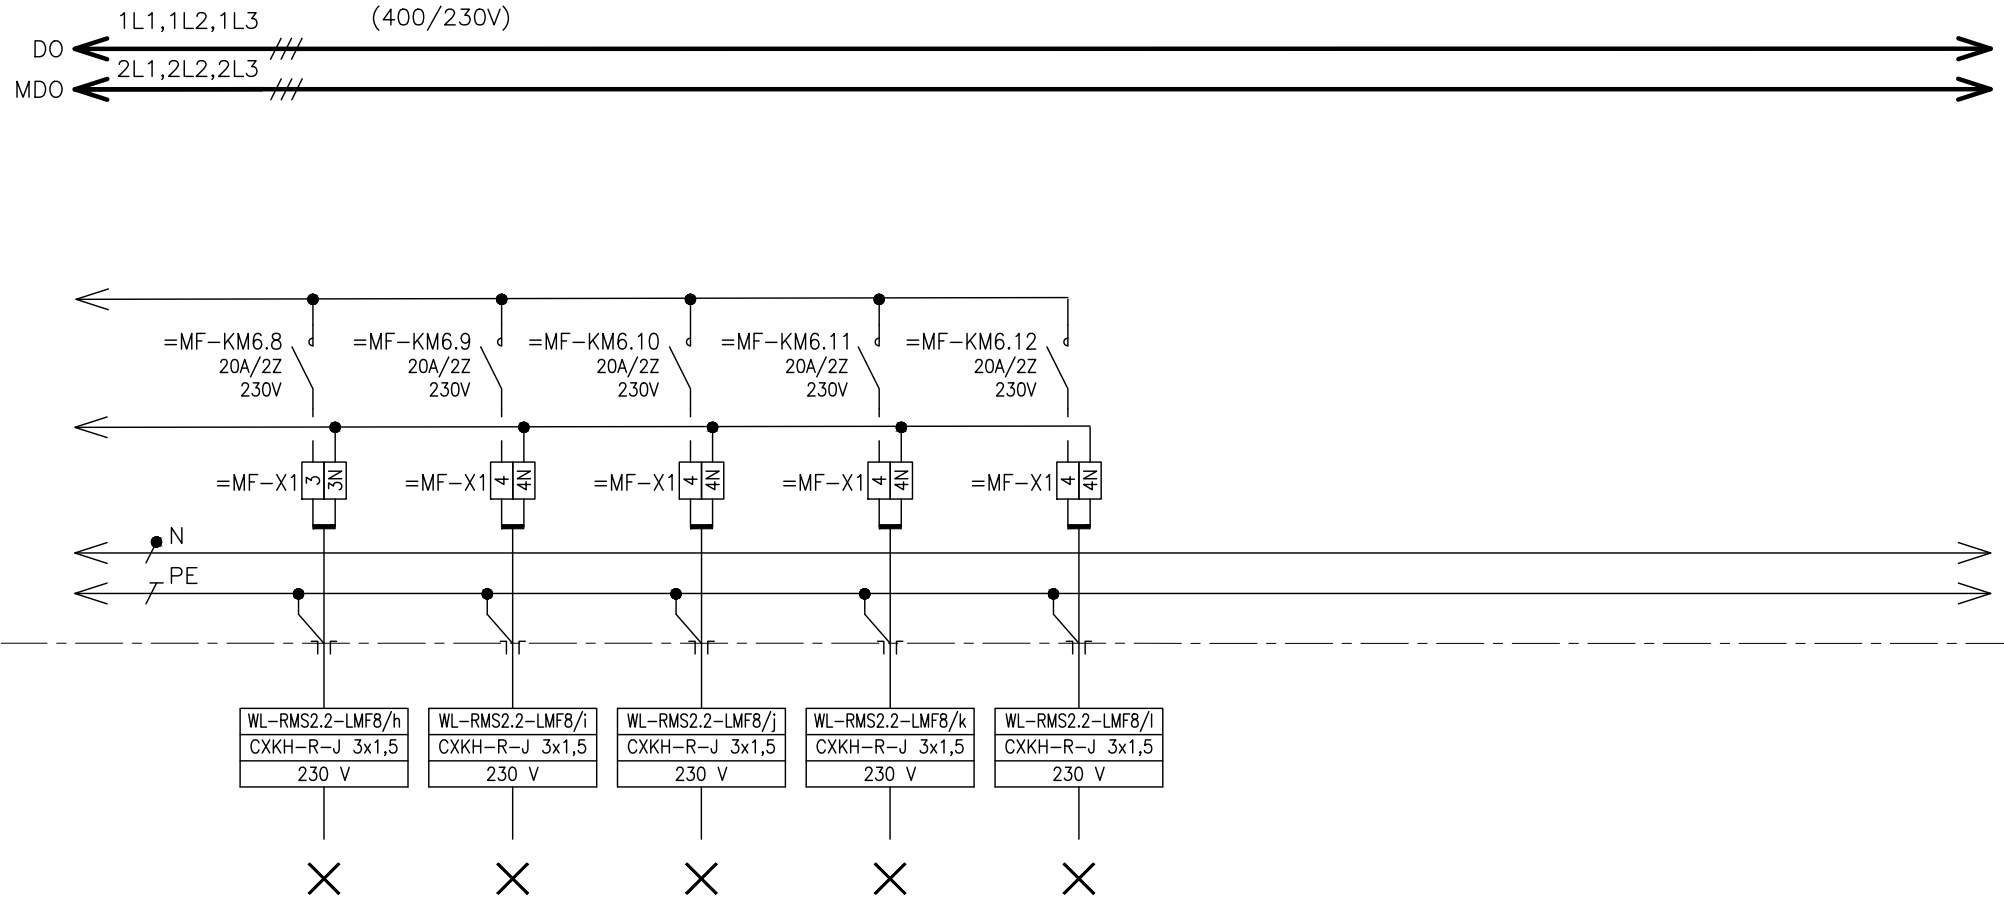 1L1,1L2,1L3 (400/230V)
DO
2L1,2L2,2L3
MDO
=MF-KM6.8 =MF-KM6.9 =MF-KM6.10 =MF-KM6.11 =MF-KM6.12
20A/2Z 20A/2Z 20A/2Z 20A/2Z 20A/2Z
230V 230V 230V 230V 230V
=MF-X1 3 3N =MF-X1 4 4N =MF-X1 4 4N =MF-X1 4 4N =MF-X1 4 4N
N
PE
WL-RMS2.2-LMF8/h WL-RMS2.2-LMF8/i WL-RMS2.2-LMF8/j WL-RMS2.2-LMF8/k WL-RMS2.2-LMF8/l
CXKH-R-J 3x1,5 CXKH-R-J 3x1,5 CXKH-R-J 3x1,5 CXKH-R-J 3x1,5 CXKH-R-J 3x1,5
230 V 230 V 230 V 230 V 230 V